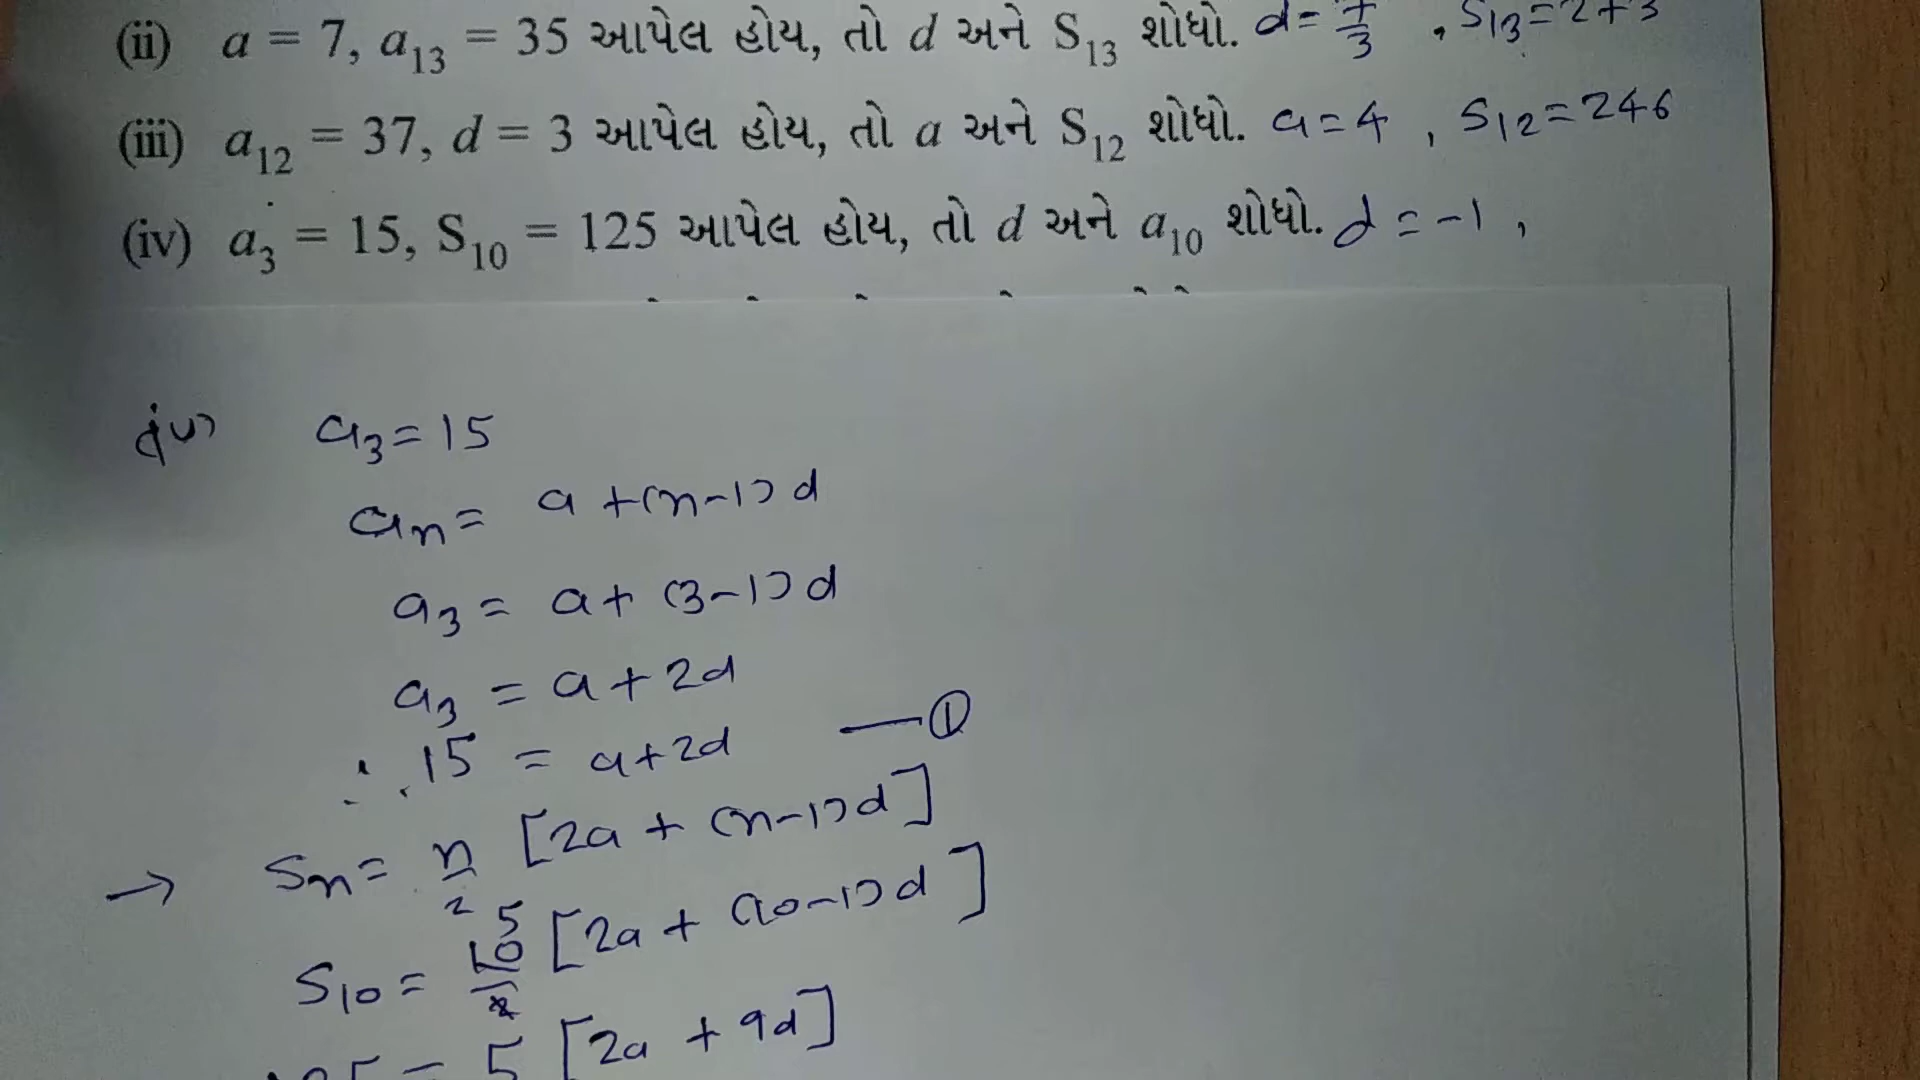 (ii) a = 7, a₁₃ = 35 આપેલ હોય, તો d અને S₁₃ શોધો. d = 7/3 , S₁₃ = 273
(iii) a₁₂ = 37, d = 3 આપેલ હોય, તો a અને S₁₂ શોધો. a = 4 , S₁₂ = 246
(iv) a₃ = 15, S₁₀ = 125 આપેલ હોય, તો d અને a₁₀ શોધો. d = -1 ,
iv) a₃ = 15
aₙ = a + (n-1) d
a₃ = a + (3-1) d
a₃ = a + 2d
∴ 15 = a + 2d —①
→ Sₙ = n/2 [2a + (n-1)d]
S₁₀ = 10/2 5 [2a + (10-1)d]
= 5 [2a + 9d]